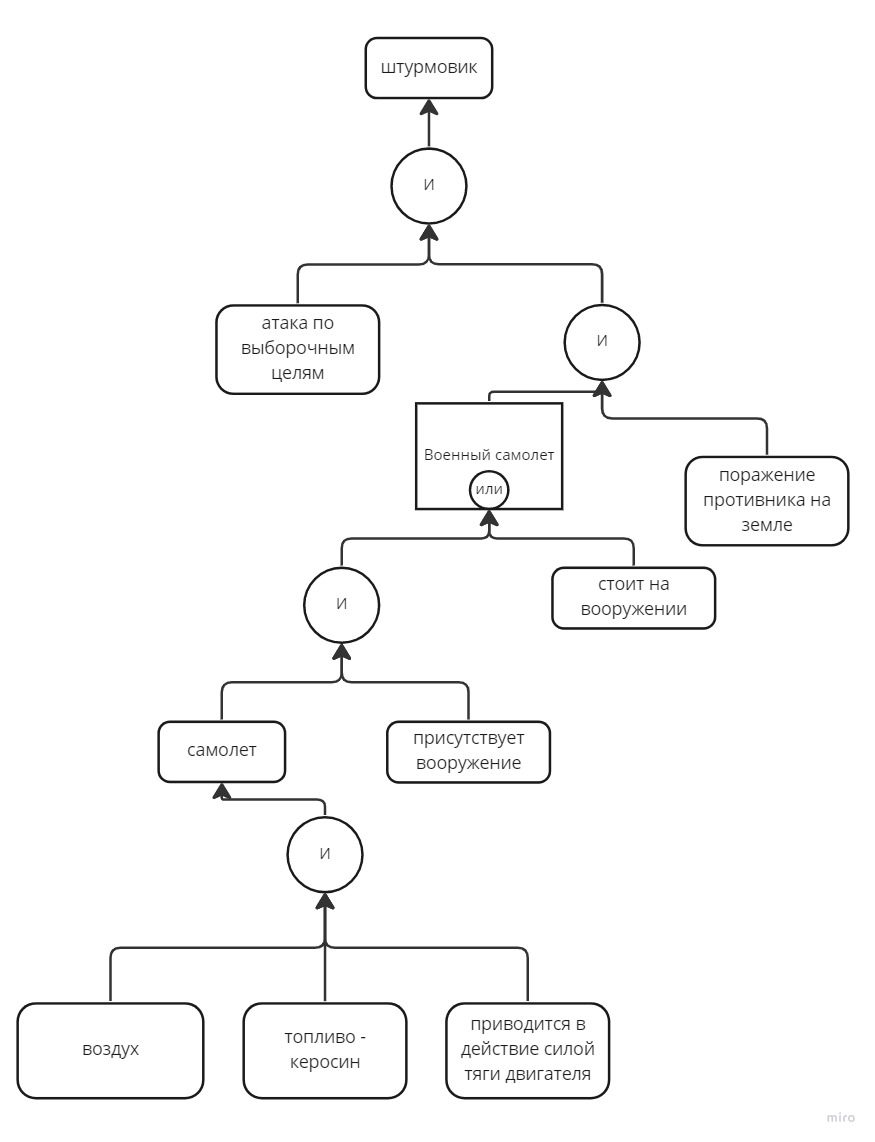 штурмовик
И
атака по
выборочным
целям
И
Военный самолет
или
поражение
противника на
земле
И
стоит на
вооружении
самолет
присутствует
вооружение
И
воздух
топливо -
керосин
приводится в
действие силой
тяги двигателя
miro